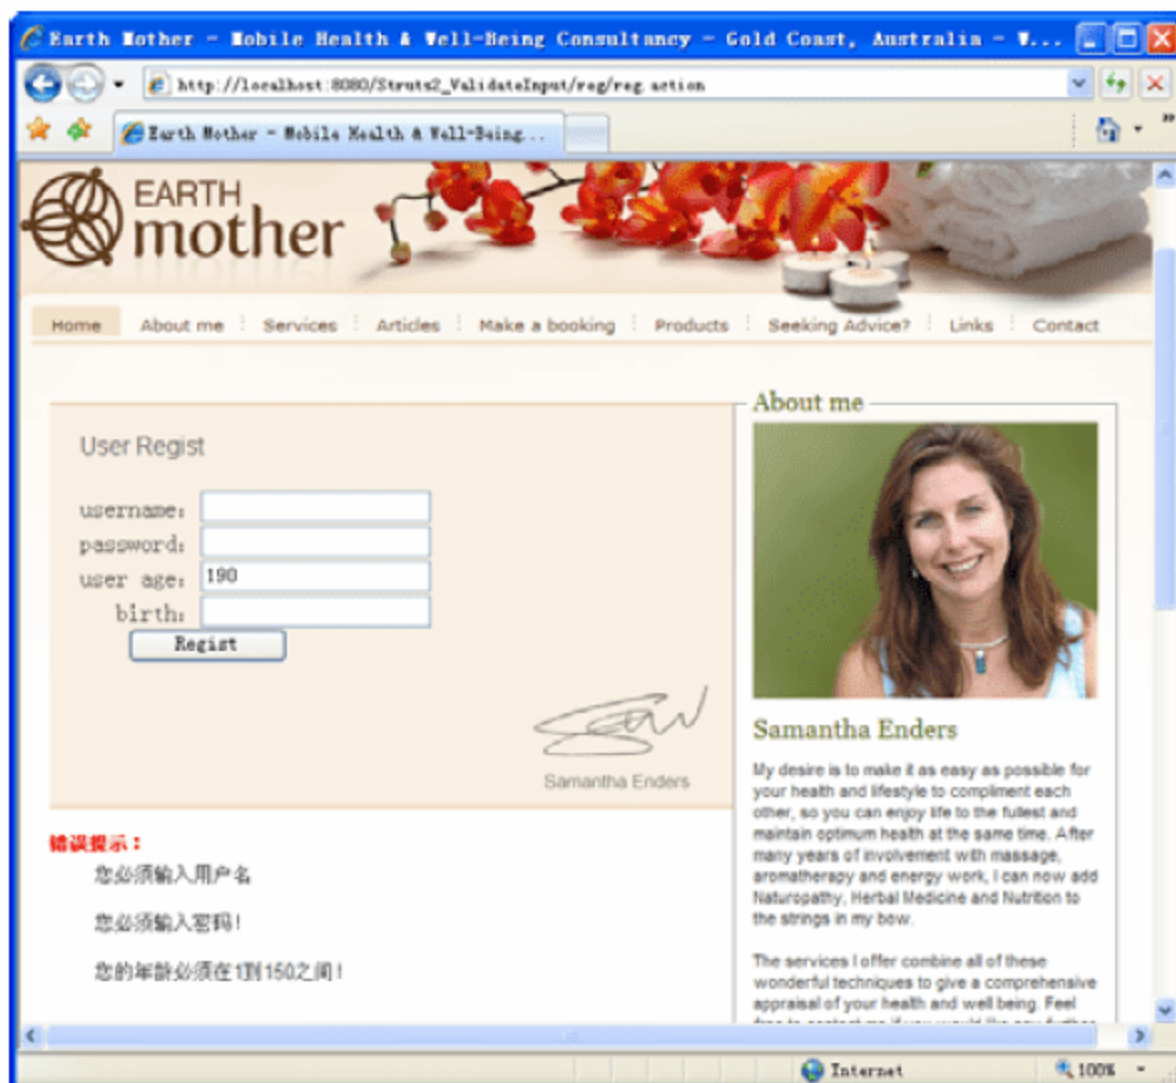 Earth Mother - Mobile Health & Well-Being Consultancy - Gold Coast, Australia - W...
http://localhost:8080/Struts2_ValidateInput/reg/reg.action
Earth Mother - Mobile Health & Well-Being...
EARTH
mother
Home About me Services Articles Make a booking Products Seeking Advice? Links Contact
User Regist
username:
password:
user age: 190
birth:
Regist
Samantha Enders
错误提示：
您必须输入用户名
您必须输入密码!
您的年龄必须在1到150之间!
About me
Samantha Enders
My desire is to make it as easy as possible for
your health and lifestyle to compliment each
other, so you can enjoy life to the fullest and
maintain optimum health at the same time. After
many years of involvement with massage,
aromatherapy and energy work, I can now add
Naturopathy, Herbal Medicine and Nutrition to
the strings in my bow.
The services I offer combine all of these
wonderful techniques to give a comprehensive
appraisal of your health and well being. Feel
Internet 100%